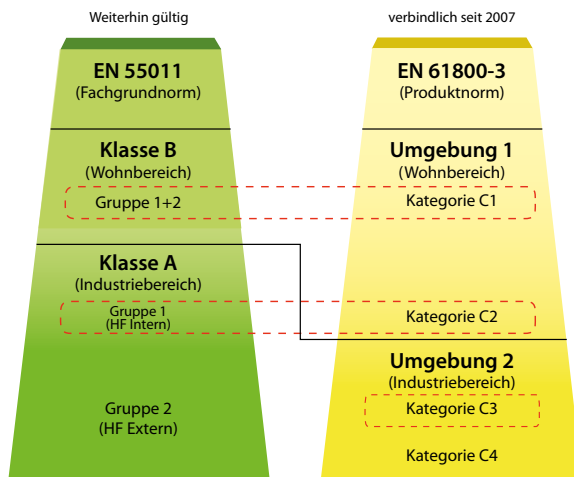 Weiterhin gültig
EN 55011
(Fachgrundnorm)
Klasse B
(Wohnbereich)
Gruppe 1+2
Klasse A
(Industriebereich)
Gruppe 1
(HF Intern)
Gruppe 2
(HF Extern)
verbindlich seit 2007
EN 61800-3
(Produktnorm)
Umgebung 1
(Wohnbereich)
Kategorie C1
Kategorie C2
Umgebung 2
(Industriebereich)
Kategorie C3
Kategorie C4